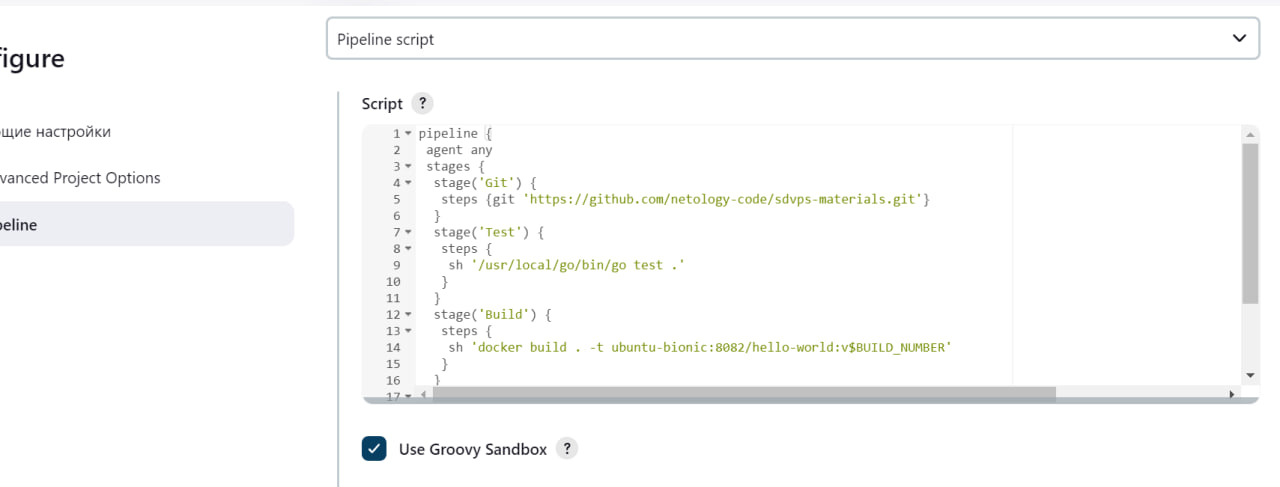 Pipeline script
figure
Script ?
щие настройки
vanced Project Options
peline
1 pipeline {
2 agent any
3 stages {
4 stage('Git') {
5 steps {git 'https://github.com/netology-code/sdvps-materials.git'}
6 }
7 stage('Test') {
8 steps {
9 sh '/usr/local/go/bin/go test .'
10 }
11 }
12 stage('Build') {
13 steps {
14 sh 'docker build . -t ubuntu-bionic:8082/hello-world:v$BUILD_NUMBER'
15 }
16 }
17
Use Groovy Sandbox ?